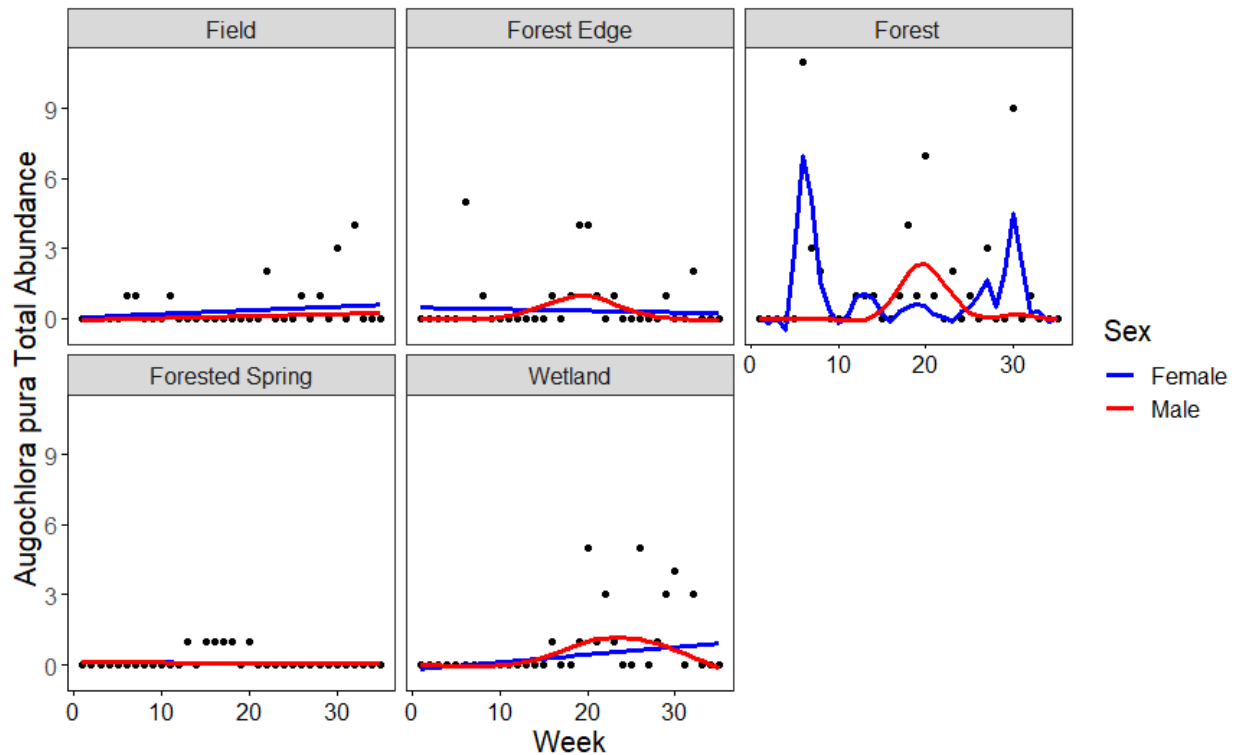 Field
Forest Edge
Forest
9
6
3
0
0
10
20
30
Forested Spring
Wetland
9
6
3
0
0
10
20
30
0
10
20
30
Week
Augochlora pura Total Abundance
Sex
Female
Male